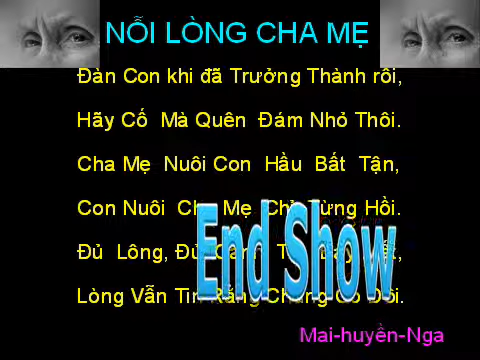 NỖI LÒNG CHA MẸ
Đàn Con khi đã Trưởng Thành rồi,
Hãy Cố Mà Quên Đám Nhỏ Thôi.
Cha Mẹ Nuôi Con Hầu Bất Tận,
Con Nuôi Mẹ Từng Hồi.
Đủ Lông,
Lòng Vẫn Tin Rằng
End Show
Mai-huyền-Nga